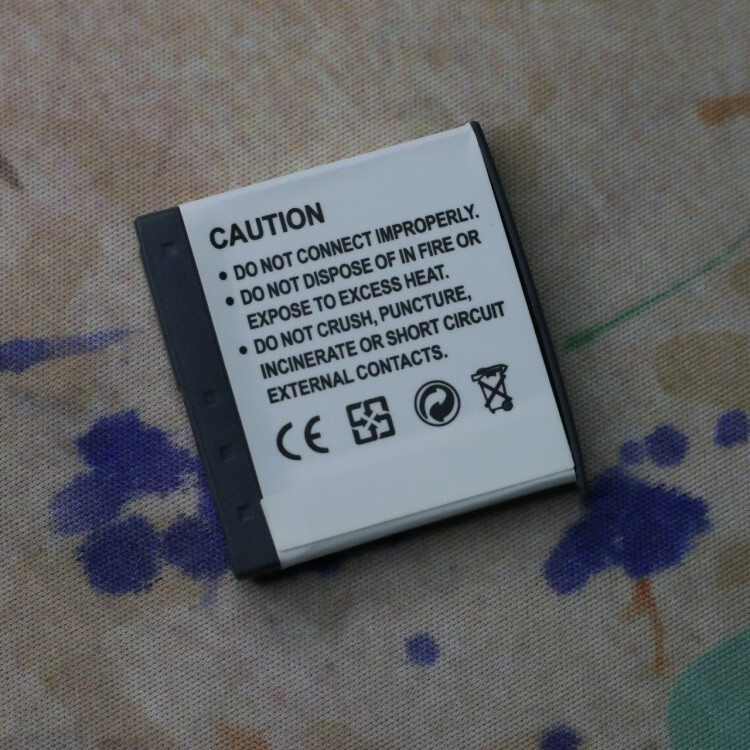 CAUTION
• DO NOT CONNECT IMPROPERLY.
• DO NOT DISPOSE OF IN FIRE OR
EXPOSE TO EXCESS HEAT.
• DO NOT CRUSH, PUNCTURE,
INCINERATE OR SHORT CIRCUIT
EXTERNAL CONTACTS.
CE